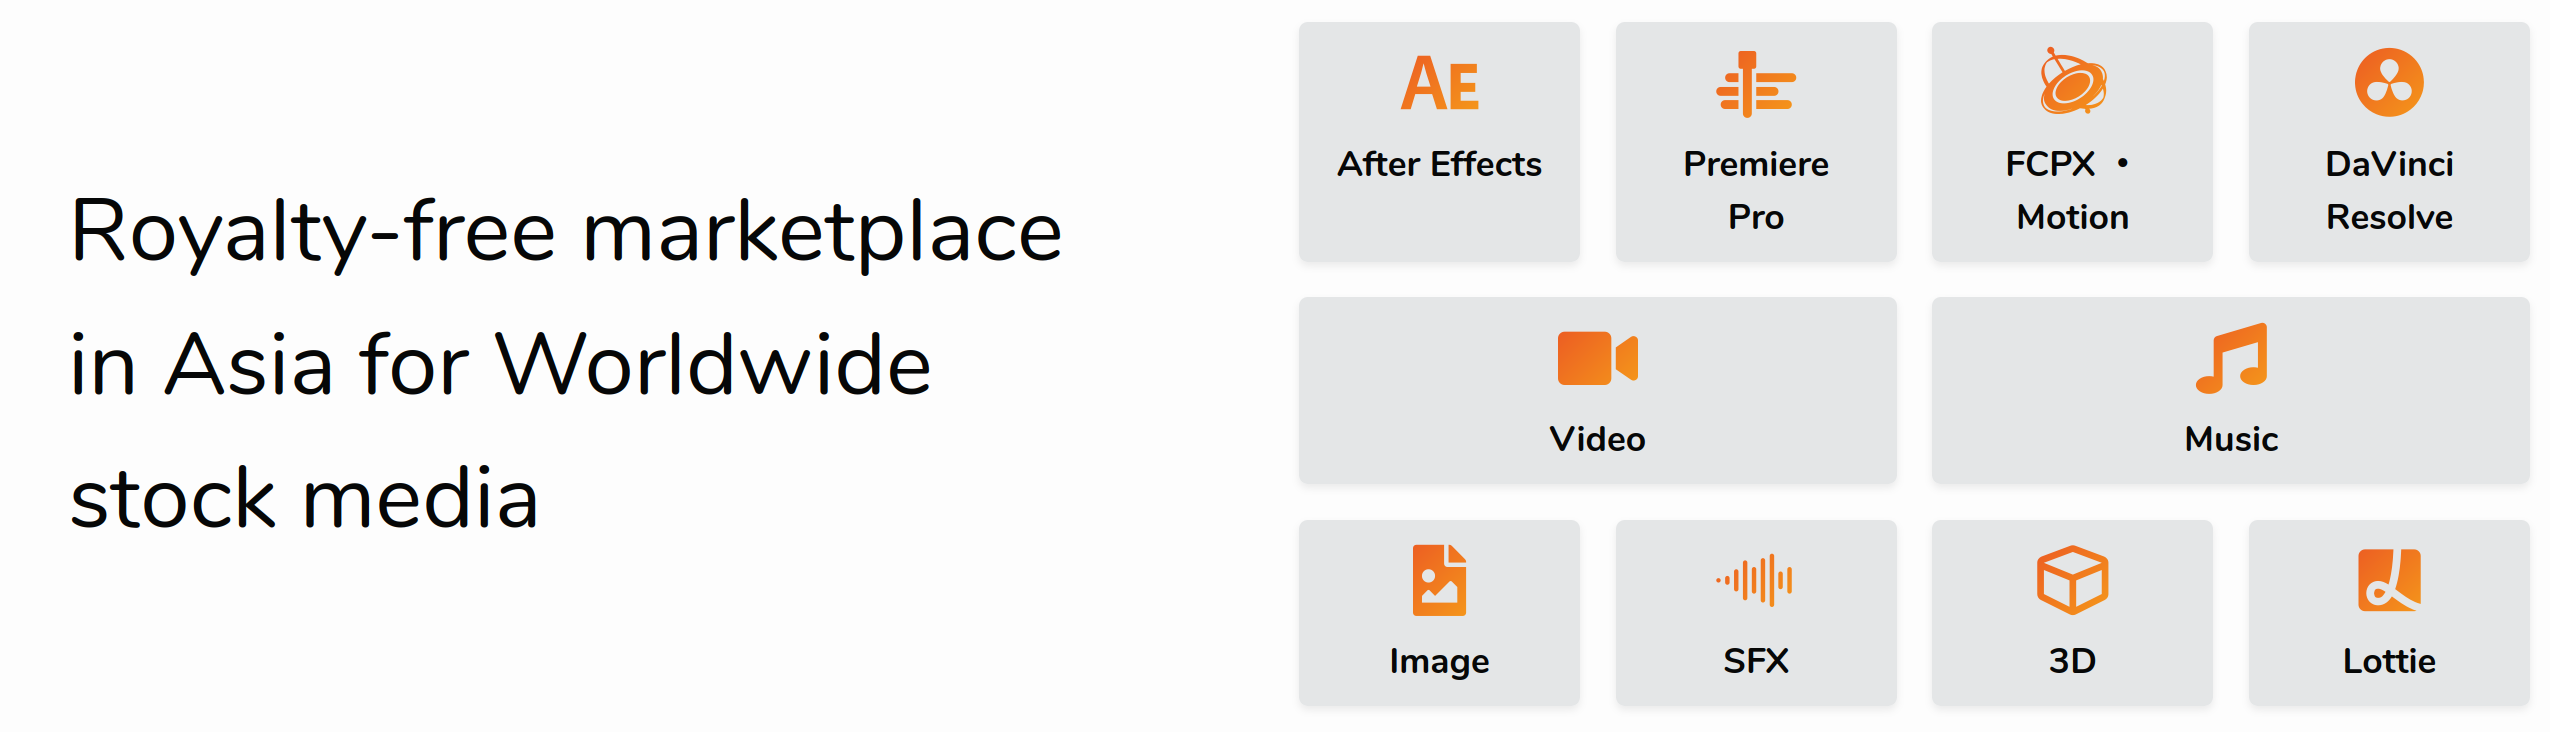 Royalty-free marketplace
in Asia for Worldwide
stock media
AE
After Effects
Premiere
Pro
FCPX •
Motion
DaVinci
Resolve
Video
Music
Image
SFX
3D
Lottie